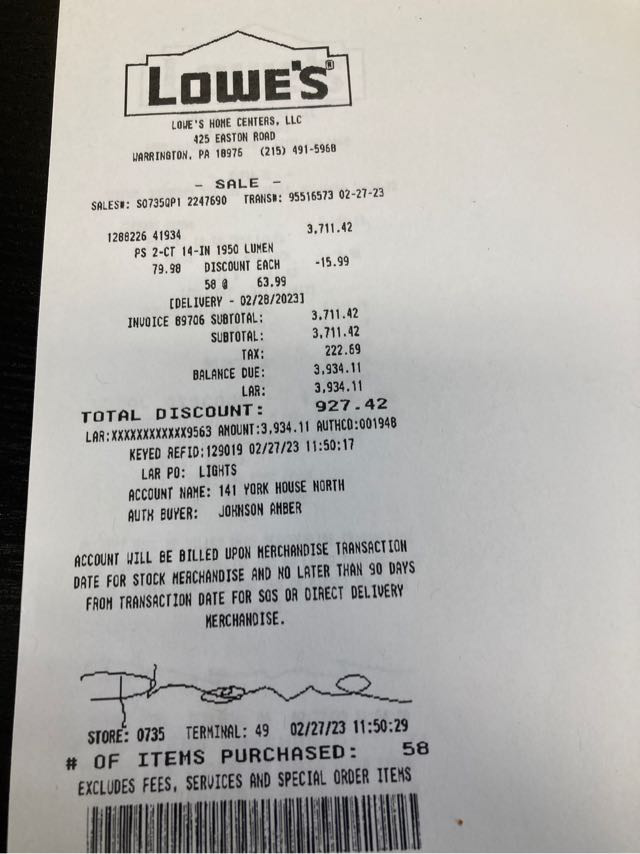 LOWE'S®
LOWE'S HOME CENTERS, LLC
425 EASTON ROAD
WARRINGTON, PA 18976 (215) 491-5968
- SALE -
SALES#: SO735QP1 2247690 TRANS#: 95516573 02-27-23
1288226 41934 3,711.42
PS 2-CT 14-IN 1950 LUMEN
79.98 DISCOUNT EACH -15.99
58 @ 63.99
[DELIVERY - 02/28/2023]
INVOICE 89706 SUBTOTAL: 3,711.42
SUBTOTAL: 3,711.42
TAX: 222.69
BALANCE DUE: 3,934.11
LAR: 3,934.11
TOTAL DISCOUNT: 927.42
LAR:XXXXXXXXXXXX9563 AMOUNT:3,934.11 AUTHCD:001948
KEYED REFID:129019 02/27/23 11:50:17
LAR PO: LIGHTS
ACCOUNT NAME: 141 YORK HOUSE NORTH
AUTH BUYER: JOHNSON AMBER
ACCOUNT WILL BE BILLED UPON MERCHANDISE TRANSACTION
DATE FOR STOCK MERCHANDISE AND NO LATER THAN 90 DAYS
FROM TRANSACTION DATE FOR SOS OR DIRECT DELIVERY
MERCHANDISE.
STORE: 0735 TERMINAL: 49 02/27/23 11:50:29
# OF ITEMS PURCHASED: 58
EXCLUDES FEES, SERVICES AND SPECIAL ORDER ITEMS